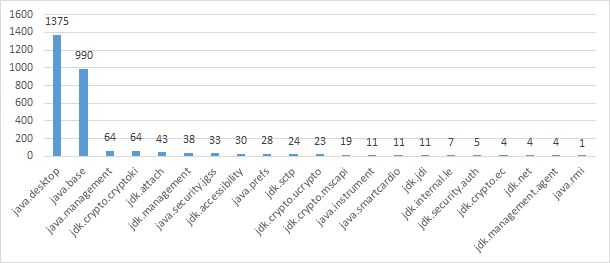 1600
1400
1200
1000
800
600
400
200
0
1375
990
64
64
43
38
33
30
28
24
23
19
11
11
11
7
5
4
4
4
1
java.desktop
java.base
java.management
jdk.crypto.cryptoki
jdk.attach
jdk.management
java.security.jgss
jdk.accessibility
java.prefs
jdk.sctp
jdk.crypto.ucrypto
jdk.crypto.mscapi
java.instrument
java.smartcardio
jdk.jdi
jdk.internal.le
jdk.security.auth
jdk.crypto.ec
jdk.net
jdk.management.agent
java.rmi